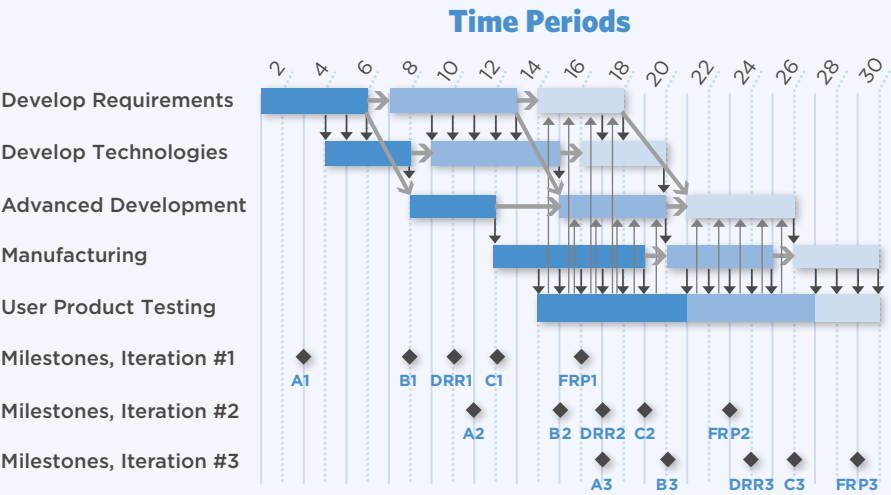 Time Periods
2 4 6 8 10 12 14 16 18 20 22 24 26 28 30
Develop Requirements
Develop Technologies
Advanced Development
Manufacturing
User Product Testing
Milestones, Iteration #1
A1 B1 DRR1 C1 FRP1
Milestones, Iteration #2
A2 B2 DRR2 C2 FRP2
Milestones, Iteration #3
A3 B3 DRR3 C3 FRP3